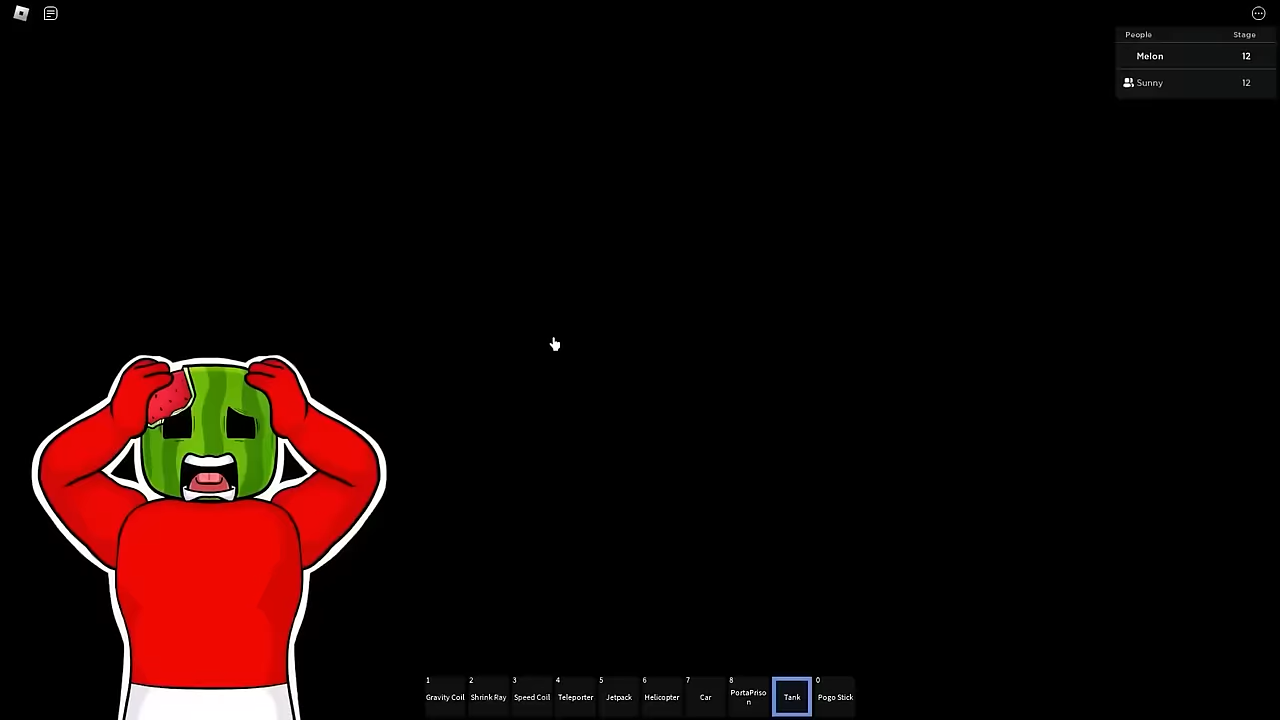 People Stage
Melon 12
Sunny 12
1 2 3 4 5 6 7 8 0
Gravity Coil Shrink Ray Speed Coil Teleporter Jetpack Helicopter Car PortaPriso
n Tank Pogo Stick